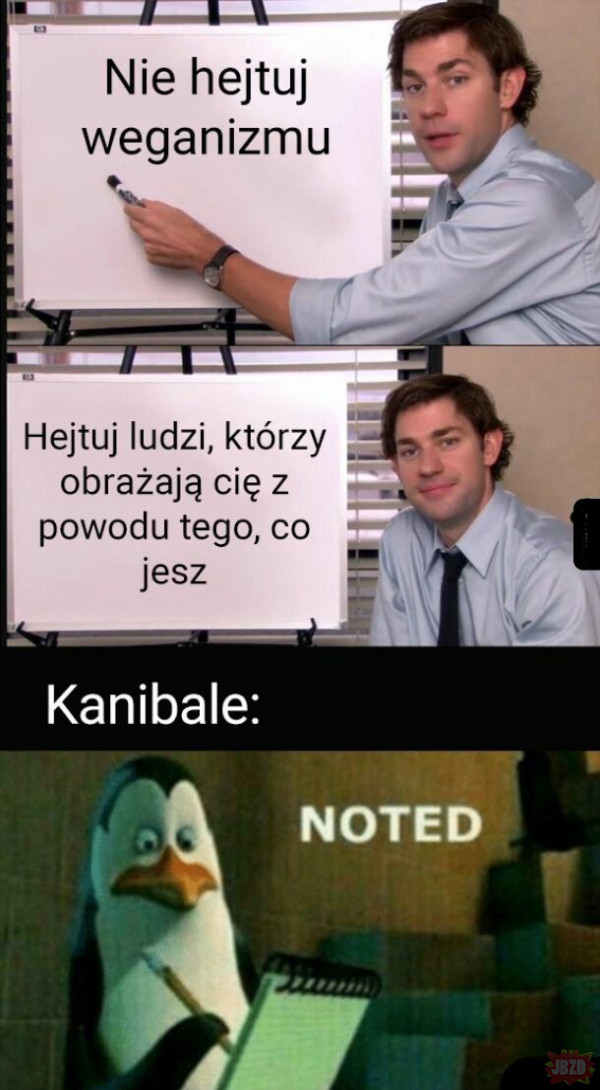 Nie hejtuj
weganizmu
Hejtuj ludzi, którzy
obrażają cię z
powodu tego, co
jesz
Kanibale:
NOTED
JBZD